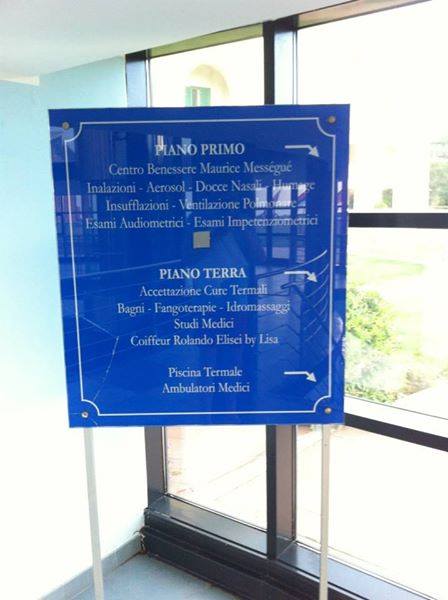 PIANO PRIMO
Centro Benessere Maurice Mességué
Inalazioni - Aerosol - Docce Nasali - Humage
Insufflazioni - Ventilazione Polmonare
Esami Audiometrici - Esami Impetenziometrici
PIANO TERRA
Accettazione Cure Termali
Bagni - Fangoterapie - Idromassaggi
Studi Medici
Coiffeur Rolando Elisei by Lisa
Piscina Termale
Ambulatori Medici